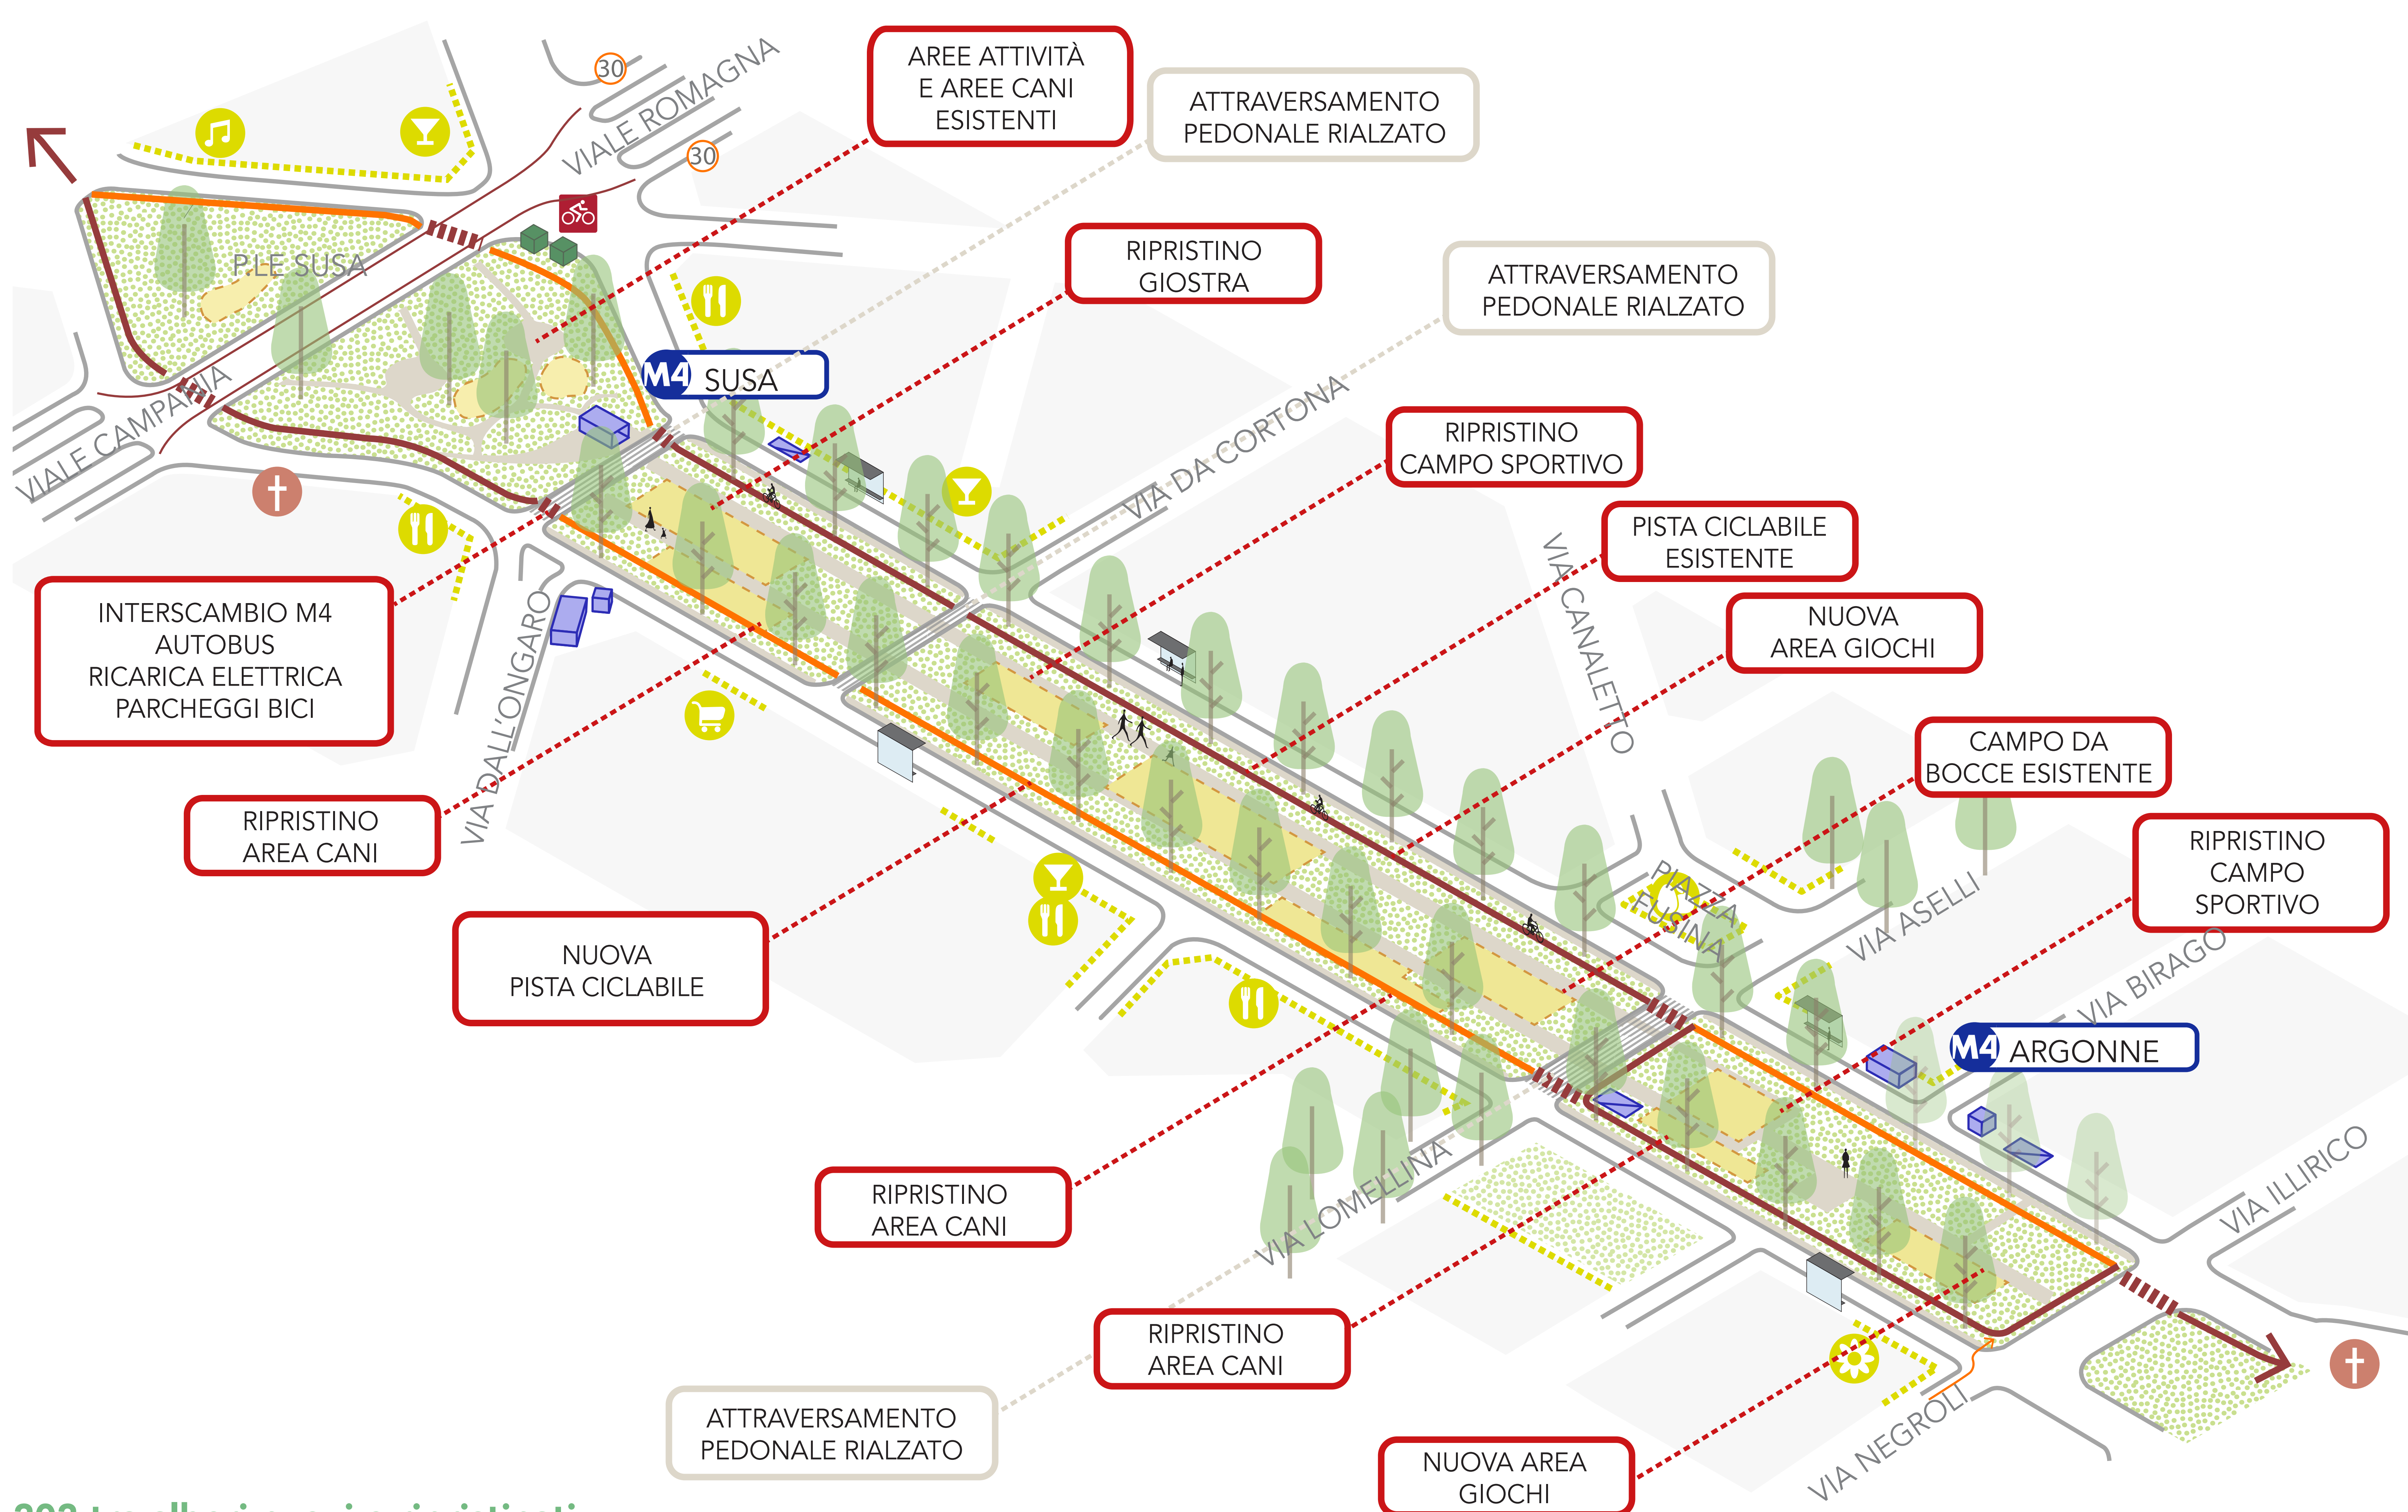 AREE ATTIVITÀ
E AREE CANI
ESISTENTI
ATTRAVERSAMENTO
PEDONALE RIALZATO
30
VIALE ROMAGNA
30
RIPRISTINO
GIOSTRA
ATTRAVERSAMENTO
PEDONALE RIALZATO
P.LE SUSA
M4 SUSA
VIALE CAMPANIA
VIA DA CORTONA
RIPRISTINO
CAMPO SPORTIVO
PISTA CICLABILE
ESISTENTE
VIA CANALETTO
NUOVA
AREA GIOCHI
INTERSCAMBIO M4
AUTOBUS
RICARICA ELETTRICA
PARCHEGGI BICI
VIA DALL'ONGARO
CAMPO DA
BOCCE ESISTENTE
RIPRISTINO
AREA CANI
RIPRISTINO
CAMPO
SPORTIVO
PIAZZA
FUSINA
VIA ASELLI
NUOVA
PISTA CICLABILE
VIA BIRAGO
M4 ARGONNE
RIPRISTINO
AREA CANI
VIA LOMELLINA
VIA ILLIRICO
RIPRISTINO
AREA CANI
ATTRAVERSAMENTO
PEDONALE RIALZATO
VIA NEGROLI
NUOVA AREA
GIOCHI